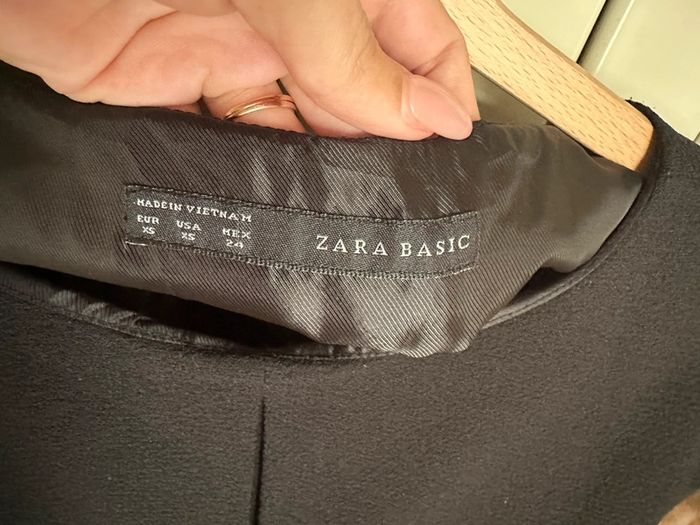 MADE IN VIETNAM
EUR USA MEX
XS XS 24
ZARA BASIC